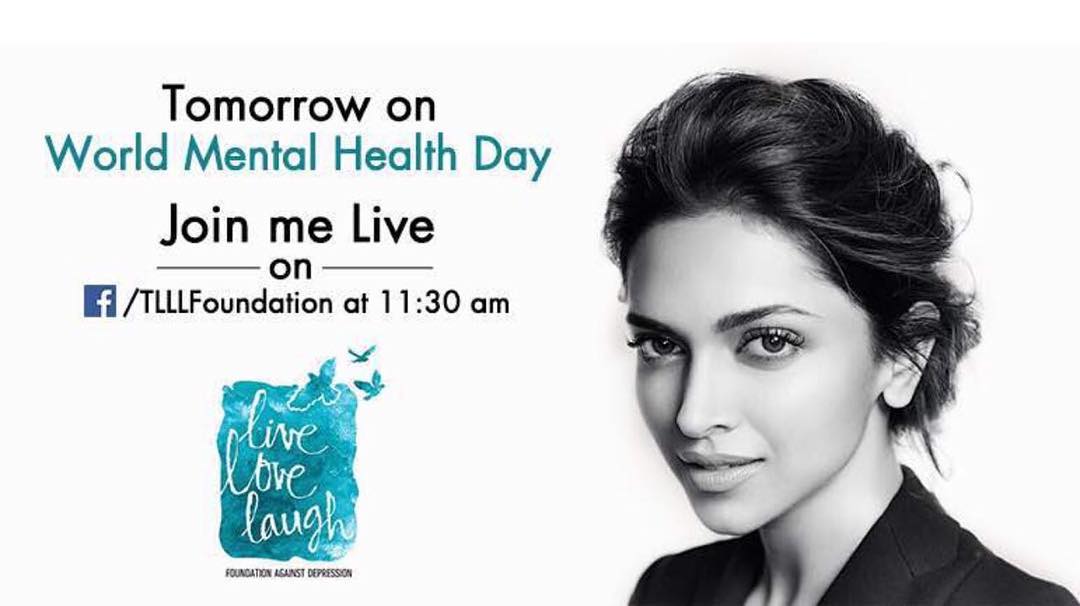 Tomorrow on
World Mental Health Day
Join me Live
on
f/TLLLFoundation at 11:30 am
live
love
laugh
FOUNDATION AGAINST DEPRESSION